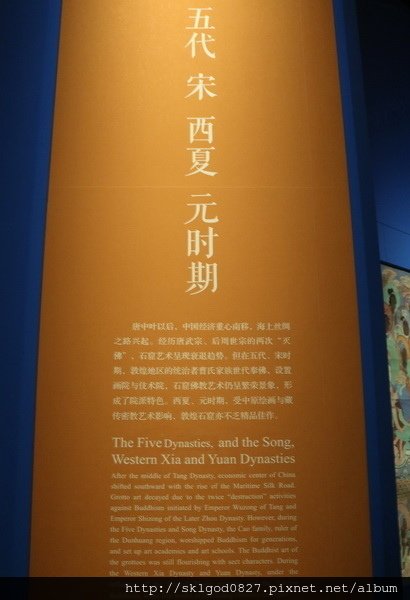 五代 宋 西夏 元时期
唐中叶以后，中国经济重心南移，海上丝绸
之路兴起。经历唐武宗、后周世宗的两次“灭
佛”，石窟艺术呈现衰退趋势。但在五代、宋时
期，敦煌地区的统治者曹氏家族世代奉佛，设置
画院与伎术院，石窟佛教艺术仍呈繁荣景象，形
成了院派特色。西夏、元时期，受中原绘画与藏
传密教艺术影响，敦煌石窟亦不乏精品佳作。
The Five Dynasties, and the Song,
Western Xia and Yuan Dynasties
After the middle of Tang Dynasty, economic center of China
shifted southward with the rise of the Maritime Silk Road.
Grotto art decayed due to the twice "destruction" activities
against Buddhism initiated by Emperor Wuzong of Tang and
Emperor Shizong of the Later Zhou Dynasty. However, during
the Five Dynasties and Song Dynasty, the Cao family, ruler of
the Dunhuang region, worshipped Buddhism for generations,
and set up art academies and art schools. The Buddhist art of
the grottoes was still flourishing with sect characters. During
the Western Xia Dynasty and Yuan Dynasty, under the
http://sklgod0827.pixnet.net/album